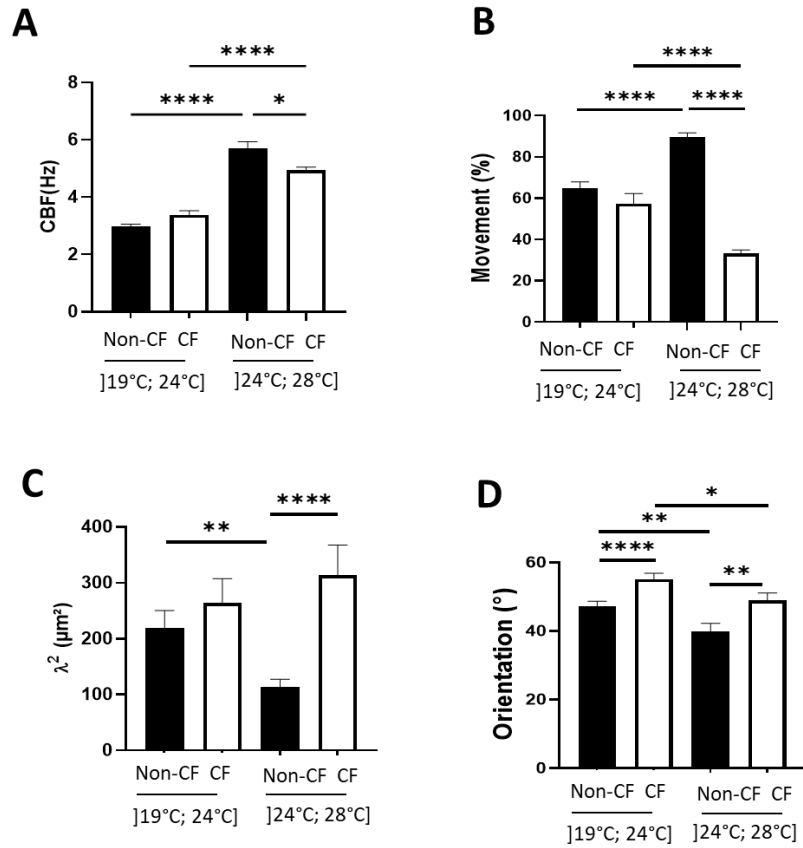 A
****
****
*
CBF(Hz)
8
6
4
2
0
Non-CF CF
Non-CF CF
]19°C; 24°C]
]24°C; 28°C]
B
****
****
****
Movement (%)
100
80
60
40
20
0
Non-CF CF
Non-CF CF
]19°C; 24°C]
]24°C; 28°C]
C
****
**
λ² (µm²)
400
300
200
100
0
Non-CF CF
Non-CF CF
]19°C; 24°C]
]24°C; 28°C]
D
*
**
****
**
Orientation (°)
60
40
20
0
Non-CF CF
Non-CF CF
]19°C; 24°C]
]24°C; 28°C]